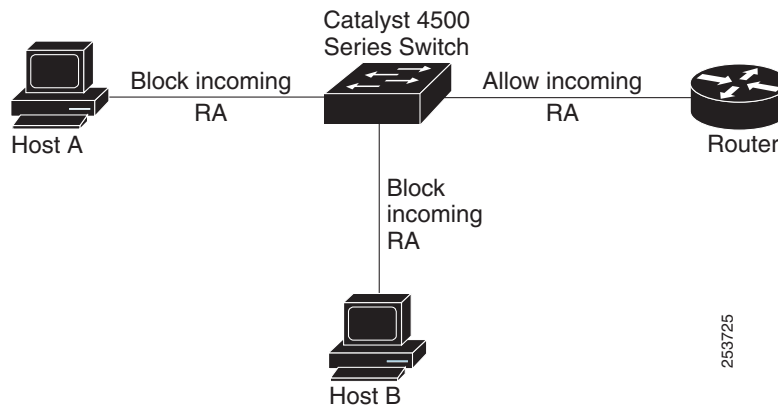 Catalyst 4500
Series Switch
Block incoming
RA
Allow incoming
RA
Host A
Router
Block
incoming
RA
Host B
253725